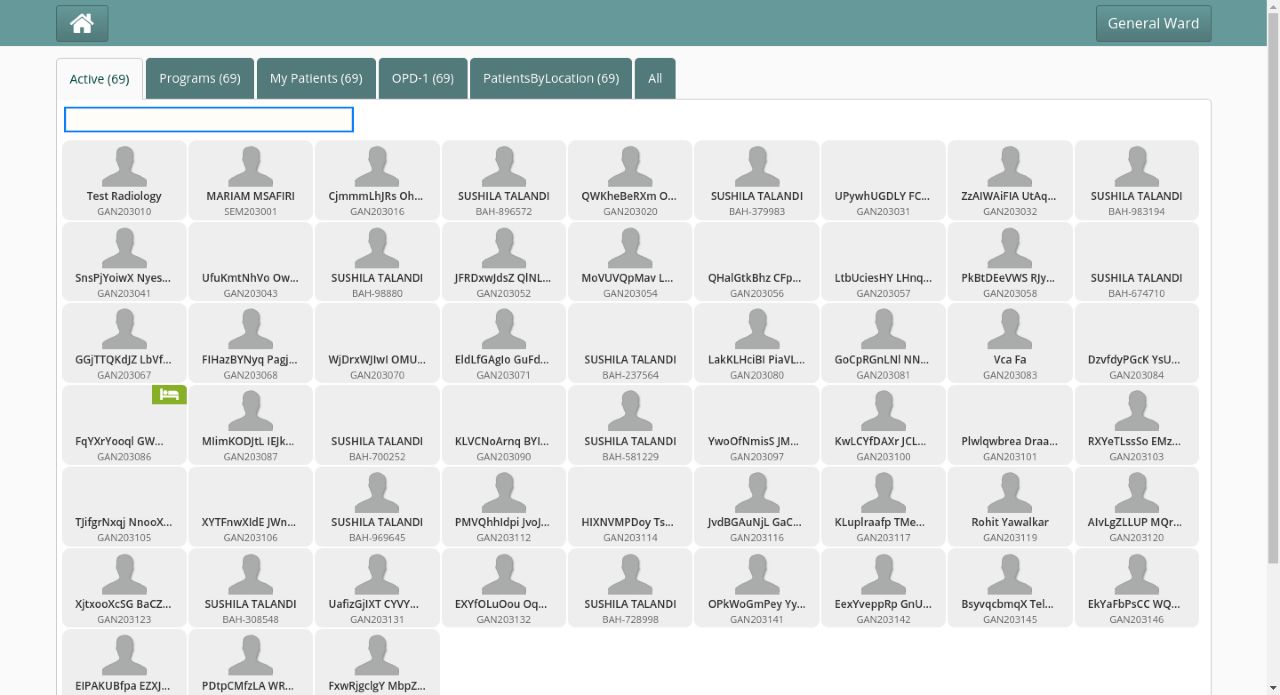 General Ward
Active (69) Programs (69) My Patients (69) OPD-1 (69) PatientsByLocation (69) All
Test Radiology MARIAM MSAFIRI CjmmmLhJRs Oh... SUSHILA TALANDI QWKheBeRXm O... SUSHILA TALANDI UPywhUGDLY FC... ZzAIWAiFIA UtAq... SUSHILA TALANDI
GAN203010 SEM203001 GAN203016 BAH-896572 GAN203020 BAH-379983 GAN203031 GAN203032 BAH-983194
SnsPjYoiwX Nyes... UfuKmtNhVo Ow... SUSHILA TALANDI JFRDxwJdsZ QlNL... MoVUVQpMav L... QHalGtkBhz CFp... LtbUciesHY LHnq... PkBtDEeVWS RJy... SUSHILA TALANDI
GAN203041 GAN203043 BAH-98880 GAN203052 GAN203054 GAN203056 GAN203057 GAN203058 BAH-674710
GGjTTQKdJZ LbVf... FIHazBYNyq Pagj... WjDrxWJIwI OMU... EldLfGAgIo GuFd... SUSHILA TALANDI LakKLHciBI PiaVL... GoCpRGnLNl NN... Vca Fa DzvfdyPGcK YsU...
GAN203067 GAN203068 GAN203070 GAN203071 BAH-237564 GAN203080 GAN203081 GAN203083 GAN203084
FqYXrYooql GW... MIimKODJtL IEJk... SUSHILA TALANDI KLVCNoArnq BYI... SUSHILA TALANDI YwoOfNmisS JM... KwLCYfDAXr JCL... Plwlqwbrea Draa... RXYeTLssSo EMz...
GAN203086 GAN203087 BAH-700252 GAN203090 BAH-581229 GAN203097 GAN203100 GAN203101 GAN203103
TJifgrNxqj NnooX... XYTFnwXIdE JWn... SUSHILA TALANDI PMVQhhIdpi JvoJ... HIXNVMPDoy Ts... JvdBGAuNjL GaC... KLuplraafp TMe... Rohit Yawalkar AIvLgZLLUP MQr...
GAN203105 GAN203106 BAH-969645 GAN203112 GAN203114 GAN203116 GAN203117 GAN203119 GAN203120
XjtxooXcSG BaCZ... SUSHILA TALANDI UafizGjIXT CYVY... EXYfOLuOou Oq... SUSHILA TALANDI OPkWoGmPey Yy... EexYveppRp GnU... BsyvqcbmqX Tel... EkYaFbPsCC WQ...
GAN203123 BAH-308548 GAN203131 GAN203132 BAH-728998 GAN203141 GAN203142 GAN203145 GAN203146
EIPAKUBfpa EZXJ... PDtpCMfzLA WR... FxwRjgclgY MbpZ...